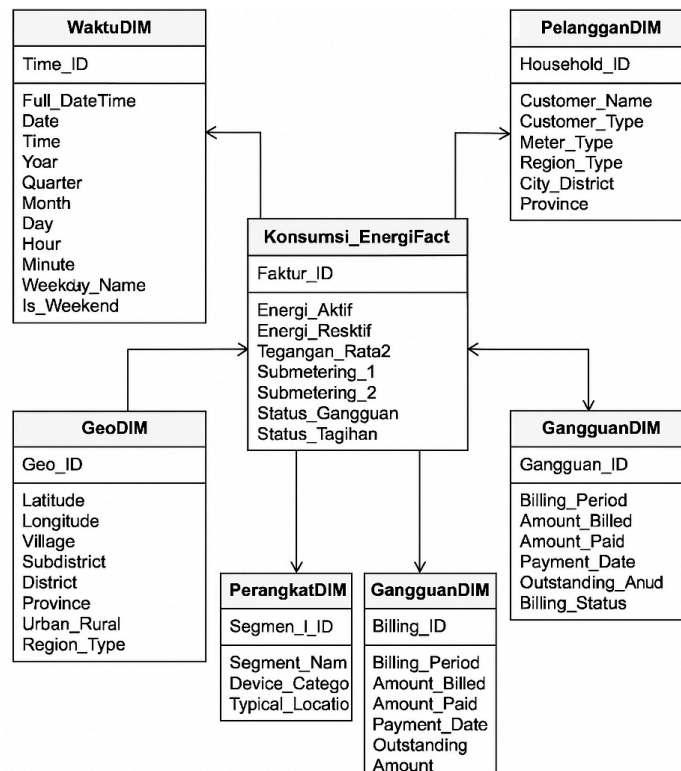 WaktuDIM
Time_ID
Full_DateTime
Date
Time
Yoar
Quarter
Month
Day
Hour
Minute
Is_Weekend
PelangganDIM
Household_ID
Customer_Name
Customer_Type
Meter_Type
Region_Type
City_District
Province
Konsumsi_EnergiFact
Faktur_ID
Energi_Aktif
Energi_Resktif
Tegangan_Rata2
Submetering_1
Submetering_2
Status_Gangguan
Status_Tagihan
GeoDIM
Geo_ID
Latitude
Longitude
Village
Subdistrict
District
Province
Urban_Rural
Region_Type
GangguanDIM
Gangguan_ID
Billing_Period
Amount_Billed
Amount_Paid
Payment_Date
Outstanding_Anud
Billing_Status
PerangkatDIM
Segmen_I_ID
Segment_Nam
Device_Catego
Typical_Locatio
GangguanDIM
Billing_ID
Billing_Period
Amount_Billed
Amount_Paid
Payment_Date
Outstanding
Amount